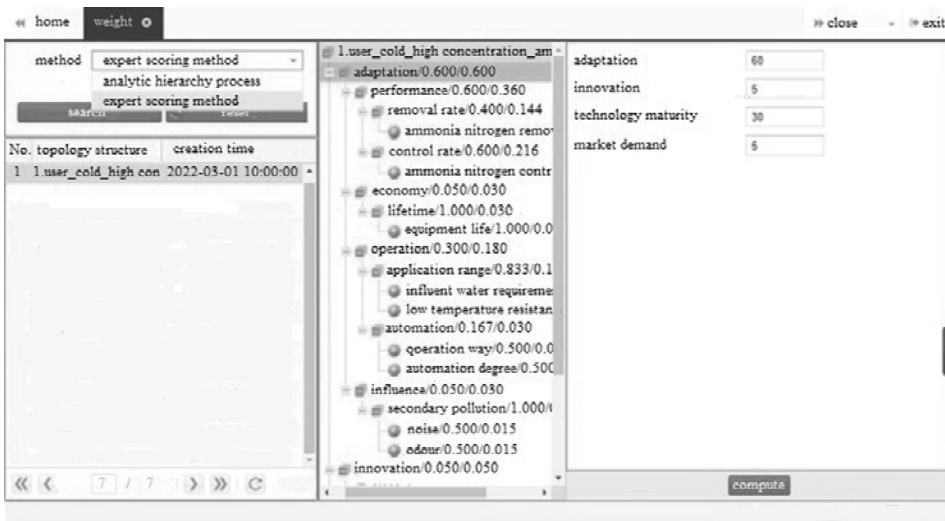 home
weight
close
exit
method
expert scoring method
analytic hierarchy process
expert scoring method
search
reset
No. topology structure creation time
1 1.user_cold_high con 2022-03-01 10:00:00
7 / 7
1.user_cold_high concentration_am
adaptation/0.600/0.600
performance/0.600/0.360
removal rate/0.400/0.144
ammonia nitrogen remov
control rate/0.600/0.216
ammonia nitrogen contr
economy/0.050/0.030
lifetime/1.000/0.030
equipment life/1.000/0.0
operation/0.300/0.180
application range/0.833/0.1
influent water requireme
low temperature resistan
automation/0.167/0.030
qoeration way/0.500/0.0
automation degree/0.500
influence/0.050/0.030
secondary pollution/1.000/
noise/0.500/0.015
odour/0.500/0.015
innovation/0.050/0.050
adaptation 60
innovation 5
technology maturity 30
market demand 5
compute